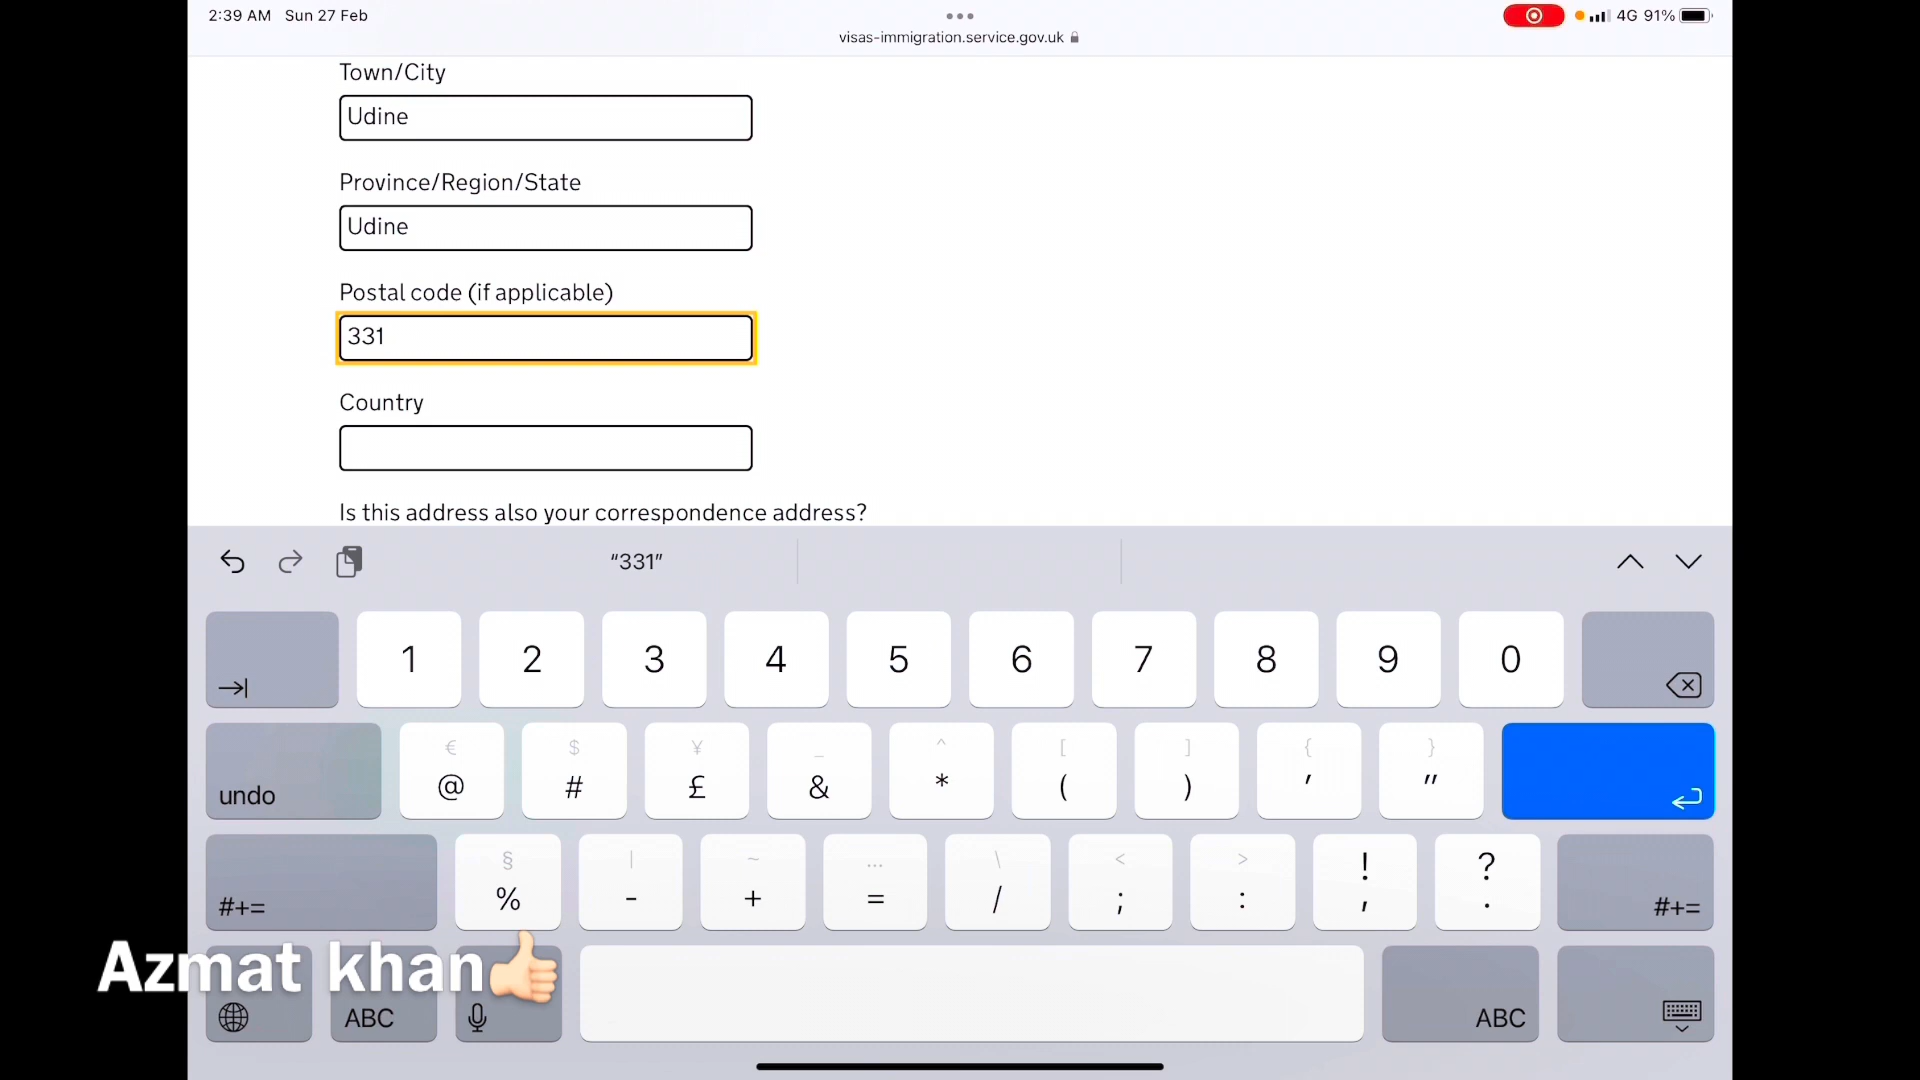 2:39 AM Sun 27 Feb
4G 91%
visas-immigration.service.gov.uk
Town/City
Udine
Province/Region/State
Udine
Postal code (if applicable)
331
Country
Is this address also your correspondence address?
“331”
1 2 3 4 5 6 7 8 9 0
€ $ ¥ _ ^ [ ] { }
undo @ # £ & * ( ) ' "
§ | ~ … \ < > ! ?
#+= % - + = / ; : , . #+=
Azmat khan👍🏻
ABC ABC